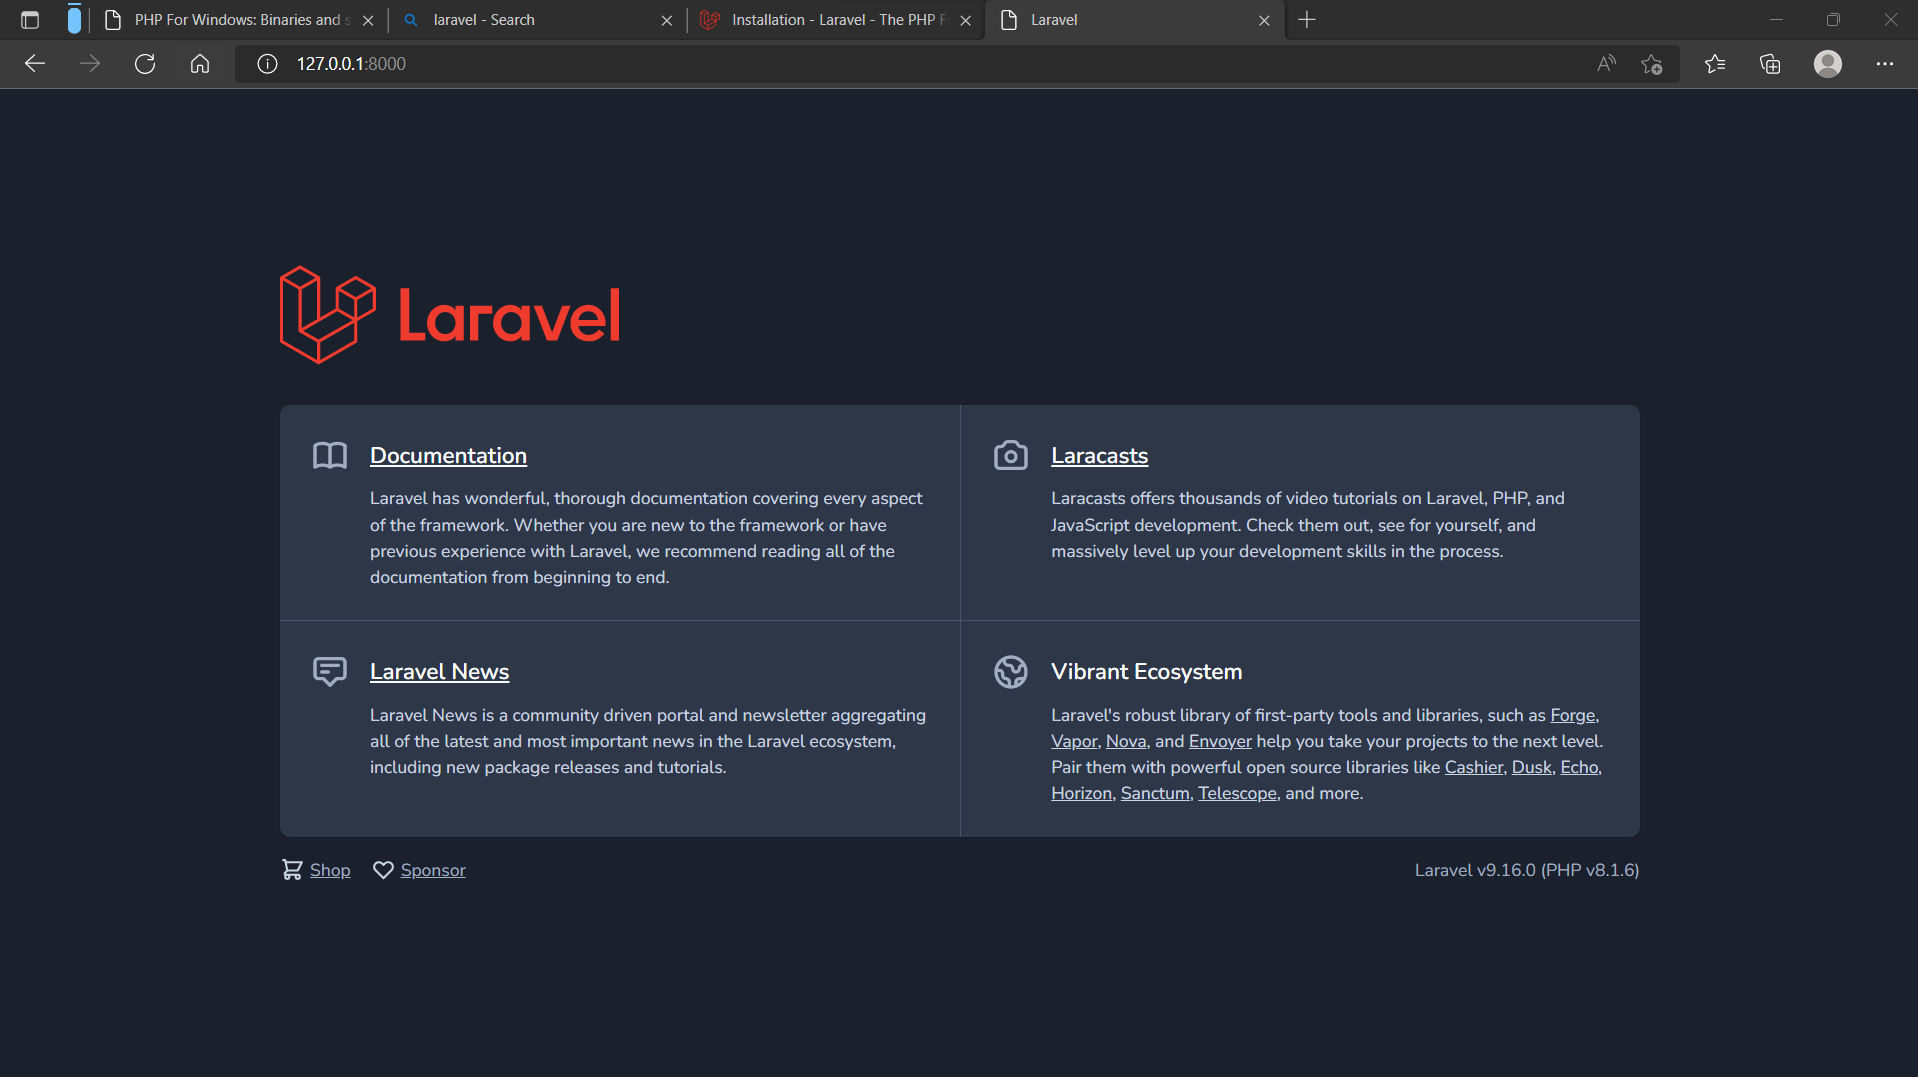 PHP For Windows: Binaries and s
laravel - Search
Installation - Laravel - The PHP F
Laravel
127.0.0.1:8000
Laravel
Documentation
Laravel has wonderful, thorough documentation covering every aspect
of the framework. Whether you are new to the framework or have
previous experience with Laravel, we recommend reading all of the
documentation from beginning to end.
Laracasts
Laracasts offers thousands of video tutorials on Laravel, PHP, and
JavaScript development. Check them out, see for yourself, and
massively level up your development skills in the process.
Laravel News
Laravel News is a community driven portal and newsletter aggregating
all of the latest and most important news in the Laravel ecosystem,
including new package releases and tutorials.
Vibrant Ecosystem
Laravel's robust library of first-party tools and libraries, such as Forge,
Vapor, Nova, and Envoyer help you take your projects to the next level.
Pair them with powerful open source libraries like Cashier, Dusk, Echo,
Horizon, Sanctum, Telescope, and more.
Shop
Sponsor
Laravel v9.16.0 (PHP v8.1.6)